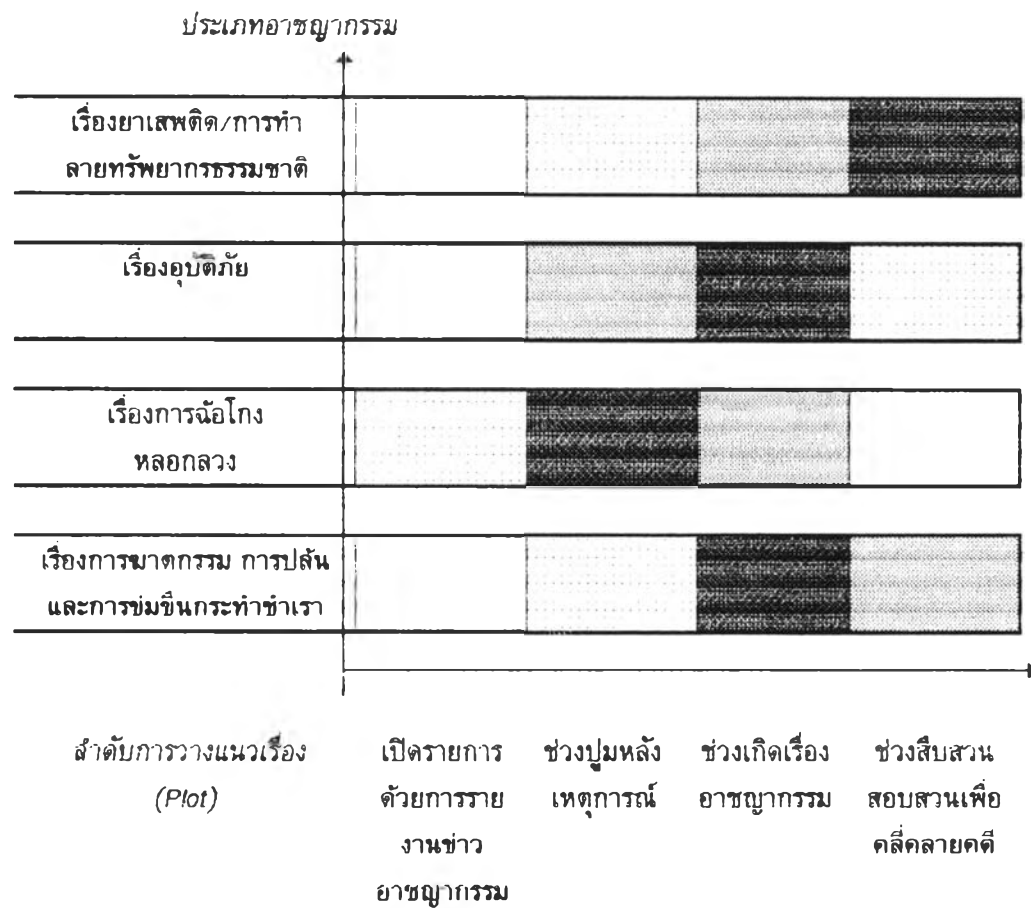 ประเภทอาชญากรรม
เรื่องยาเสพติด/การทำ
ลายทรัพยากรธรรมชาติ
เรื่องอุบัติภัย
เรื่องการฉ้อโกง
หลอกลวง
เรื่องการฆาตกรรม การปล้น
และการข่มขืนกระทำชำเรา
ลำดับการวางแนวเรื่อง
(Plot)
เปิดรายการ
ด้วยการราย
งานข่าว
อาชญากรรม
ช่วงปูมหลัง
เหตุการณ์
ช่วงเกิดเรื่อง
อาชญากรรม
ช่วงสืบสวน
สอบสวนเพื่อ
คลี่คลายคดี